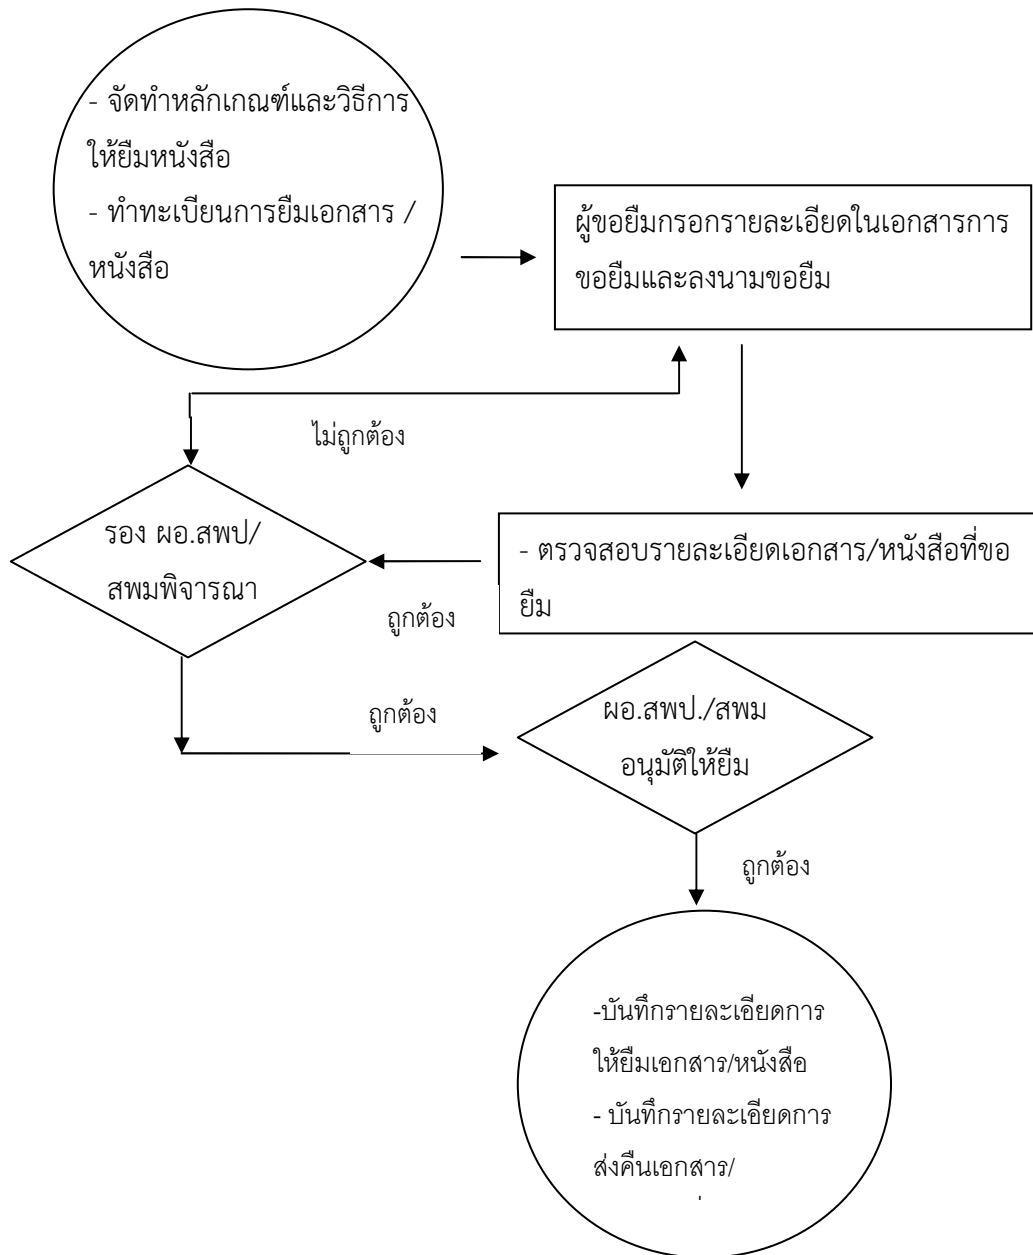 - จัดทำหลักเกณฑ์และวิธีการ
ให้ยืมหนังสือ
- ทำทะเบียนการยืมเอกสาร /
หนังสือ
ผู้ขอยืมกรอกรายละเอียดในเอกสารการ
ขอยืมและลงนามขอยืม
ไม่ถูกต้อง
รอง ผอ.สพป/
สพมพิจารณา
- ตรวจสอบรายละเอียดเอกสาร/หนังสือที่ขอ
ยืม
ถูกต้อง
ถูกต้อง
ผอ.สพป./สพม
อนุมัติให้ยืม
ถูกต้อง
-บันทึกรายละเอียดการ
ให้ยืมเอกสาร/หนังสือ
- บันทึกรายละเอียดการ
ส่งคืนเอกสาร/